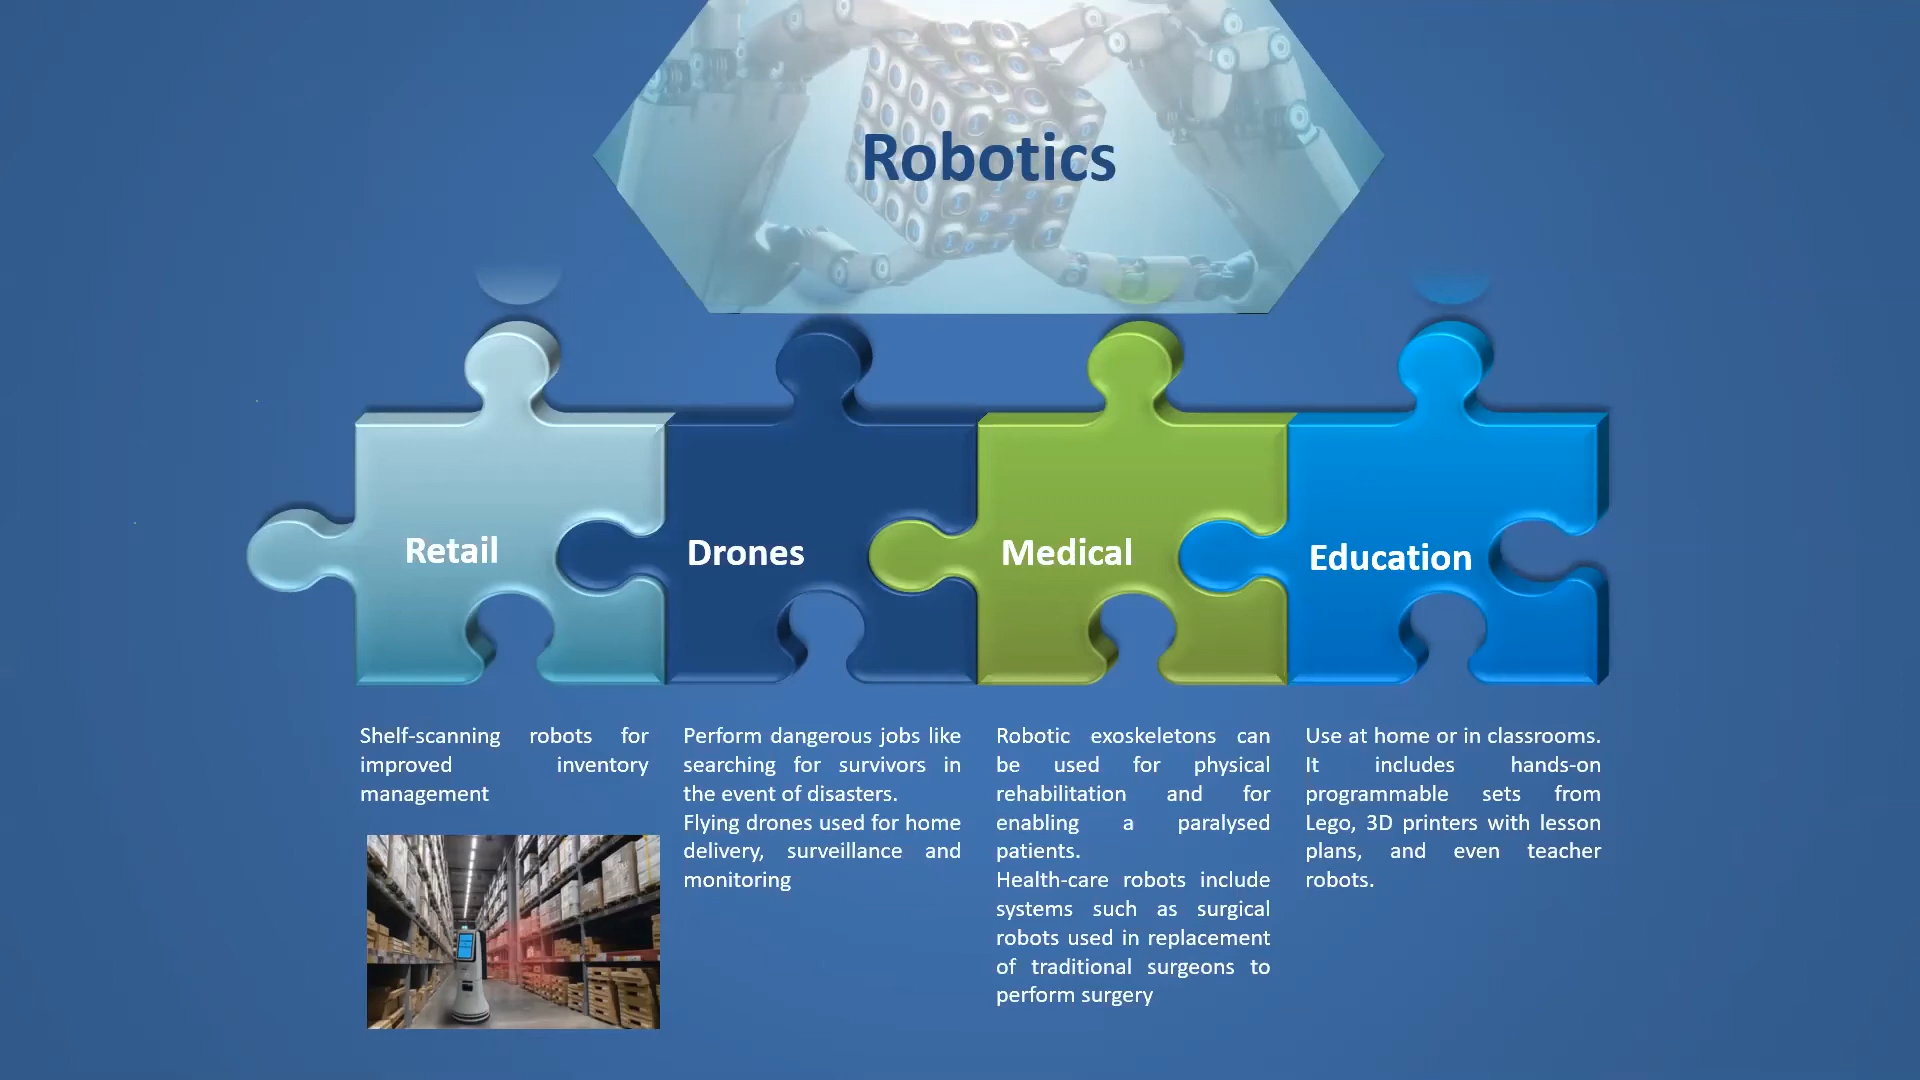 Robotics
Retail
Drones
Medical
Education
Shelf-scanning robots for
improved inventory
management
Perform dangerous jobs like
searching for survivors in
the event of disasters.
Flying drones used for home
delivery, surveillance and
monitoring
Robotic exoskeletons can
be used for physical
rehabilitation and for
enabling a paralysed
patients.
Health-care robots include
systems such as surgical
robots used in replacement
of traditional surgeons to
perform surgery
Use at home or in classrooms.
It includes hands-on
programmable sets from
Lego, 3D printers with lesson
plans, and even teacher
robots.